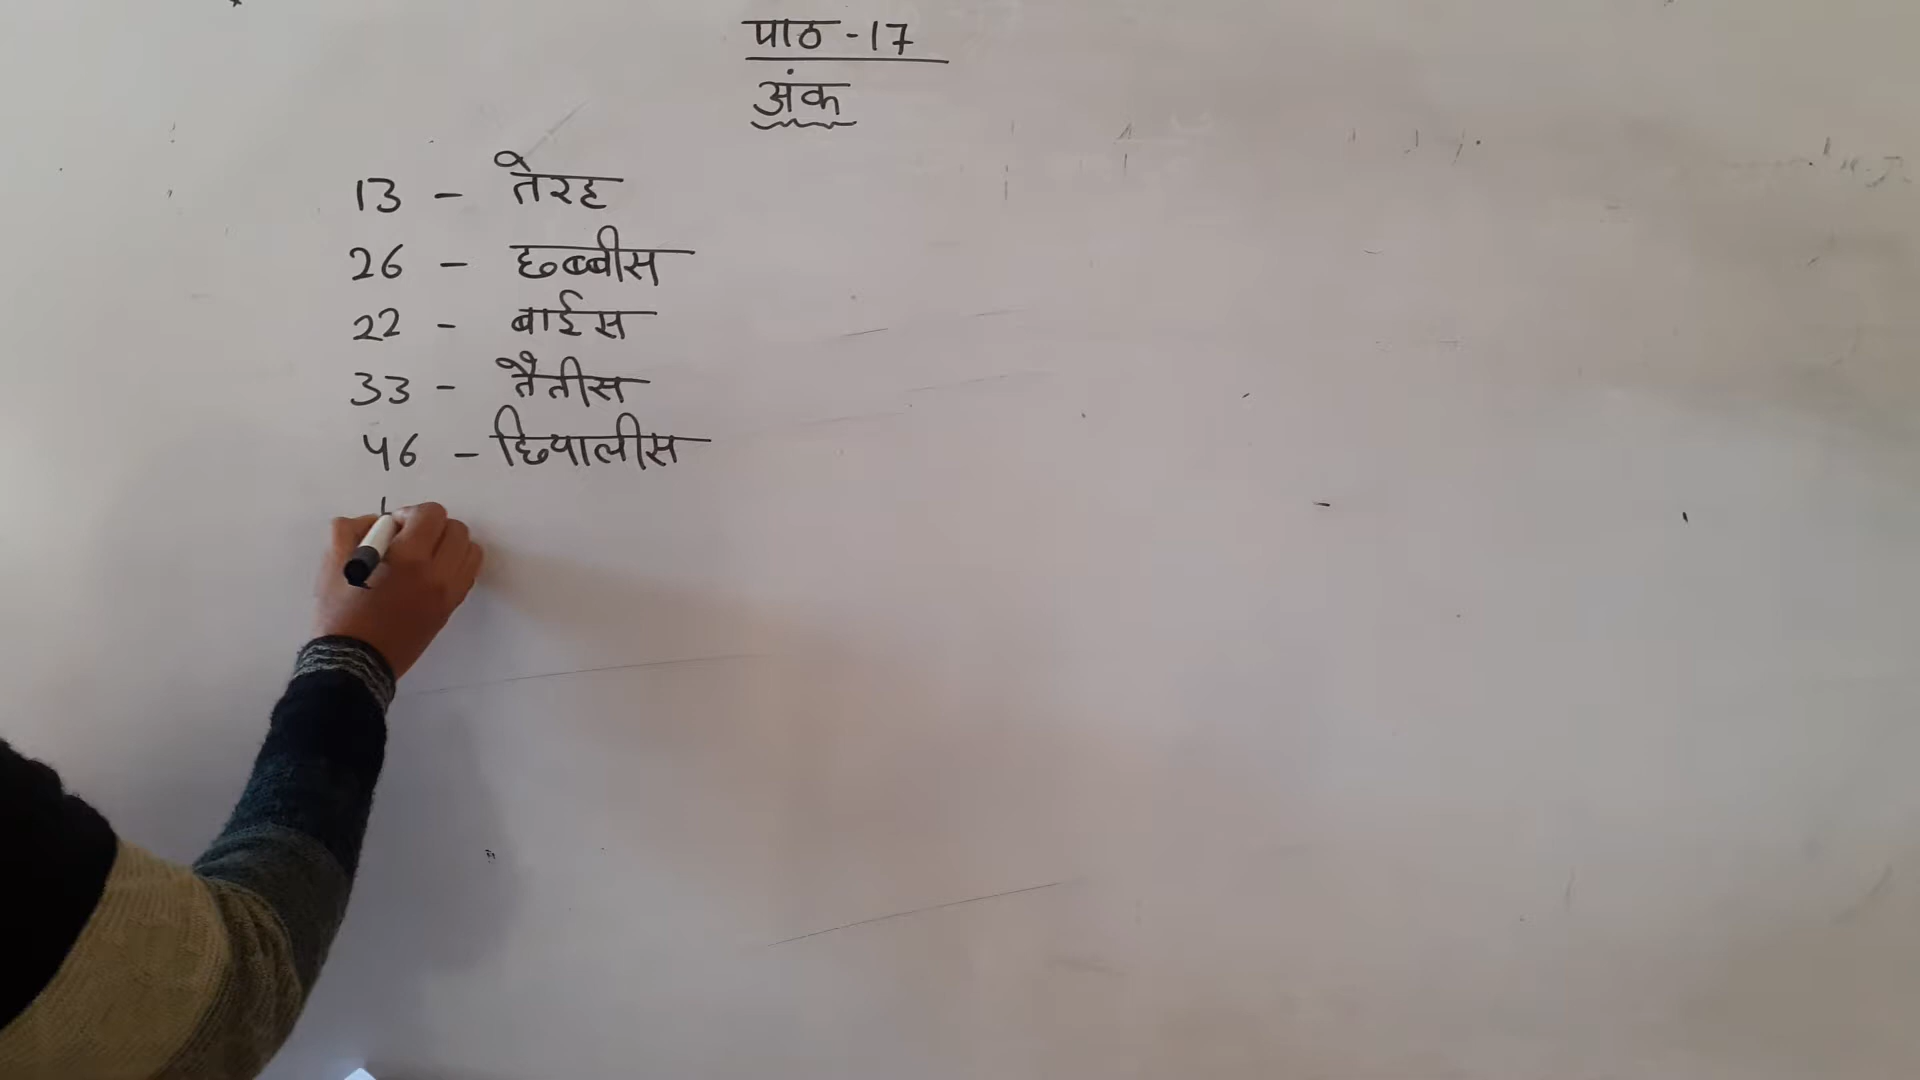 पाठ - 17
अंक
13 - तेरह
26 - छब्बीस
22 - बाईस
33 - तैतीस
46 - छियालीस